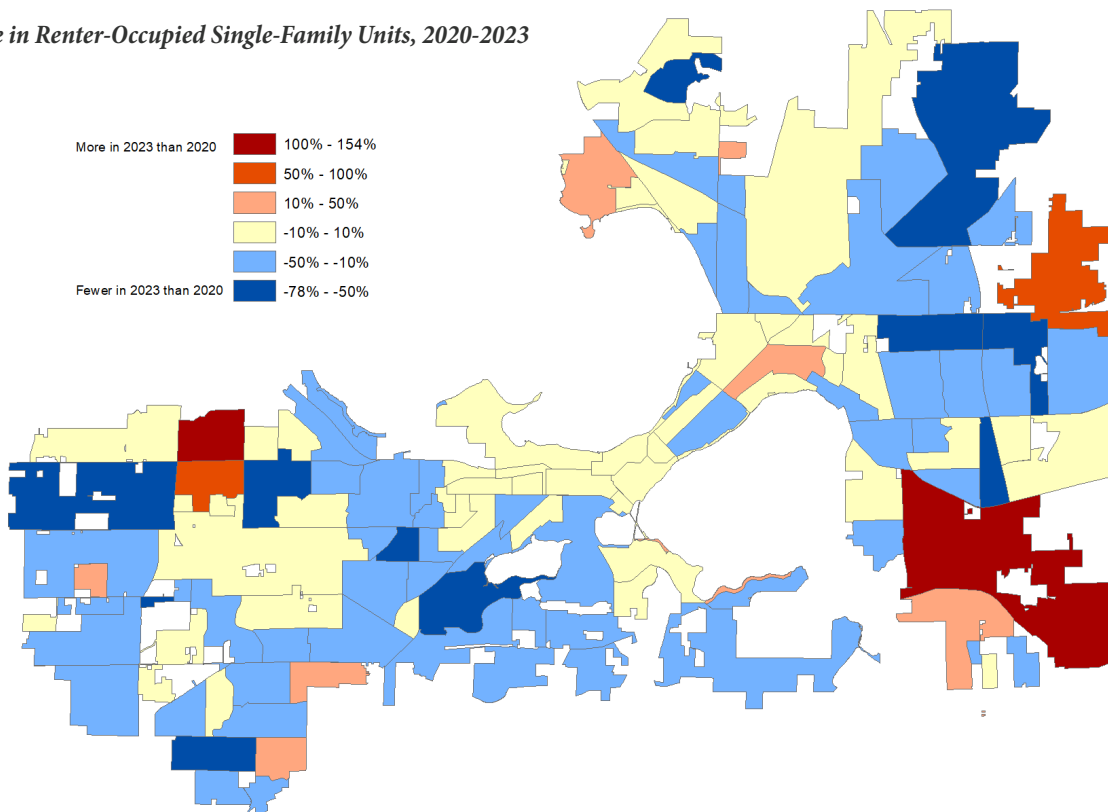 e in Renter-Occupied Single-Family Units, 2020-2023
More in 2023 than 2020
100% - 154%
50% - 100%
10% - 50%
-10% - 10%
-50% - -10%
Fewer in 2023 than 2020
-78% - -50%